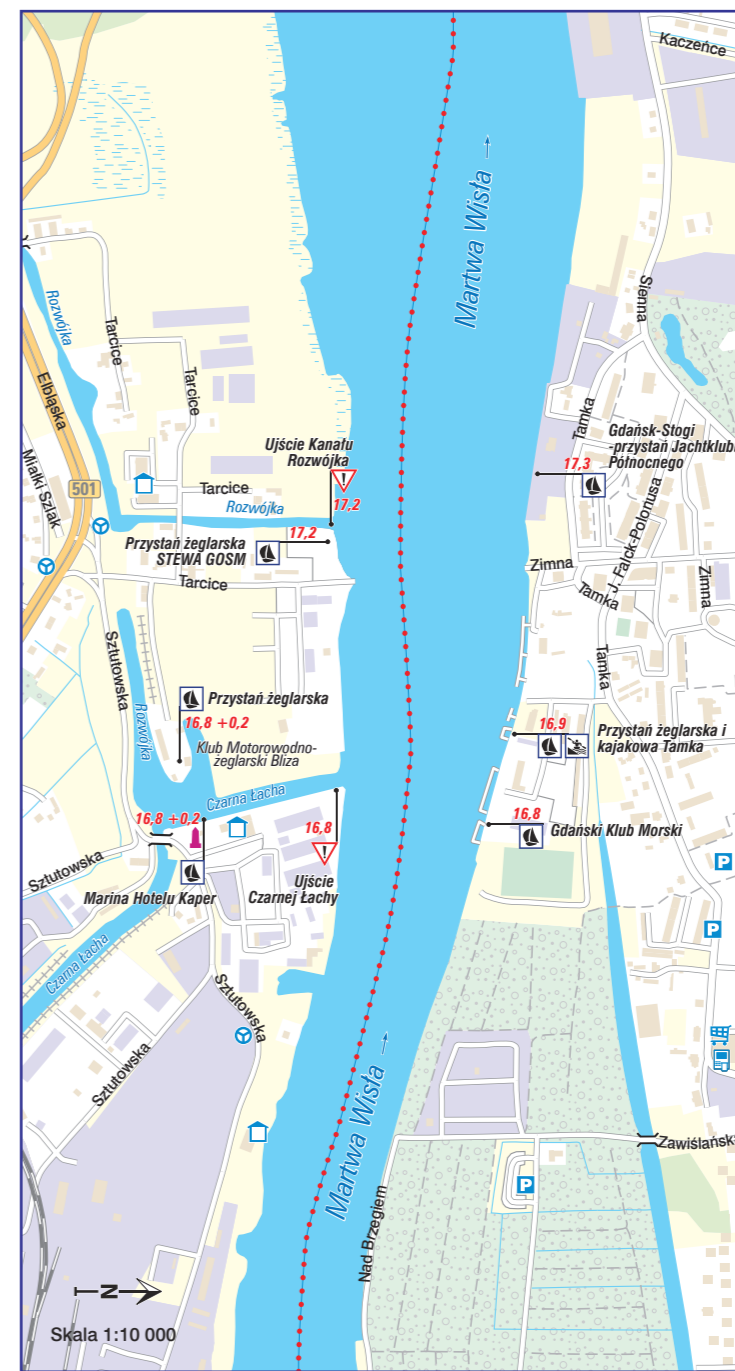 Kaczeńce
Martwa Wisła →
Sienna
Rozwójka
Tarcice
Tarcice
Elbląska
Miałki Szlak
501
Ujście Kanału
Rozwójka
17,2
Tamka
Gdańsk-Stogi
-przystań Jachtklubu
Północnego
17,3
Tarcice
Rozwójka
J. Falck-Polonusa
Przystań żeglarska
STEWA GOSM
17,2
Zimna
Zimna
Tarcice
Tamka
Sztutowska
Tamka
Rozwójka
Przystań żeglarska
16,8 +0,2
Klub Motorowodno-
żeglarski Bliza
16,9
Przystań żeglarska i
kajakowa Tamka
Czarna Łacha
16,8 +0,2
16,8
16,8
Gdański Klub Morski
Sztutowska
Marina Hotelu Kaper
Ujście
Czarnej Łachy
P
P
Czarna Łacha
Sztutowska
Sztutowska
Martwa Wisła →
Zawiślańska
P
Nad Brzegiem
N
Skala 1:10 000